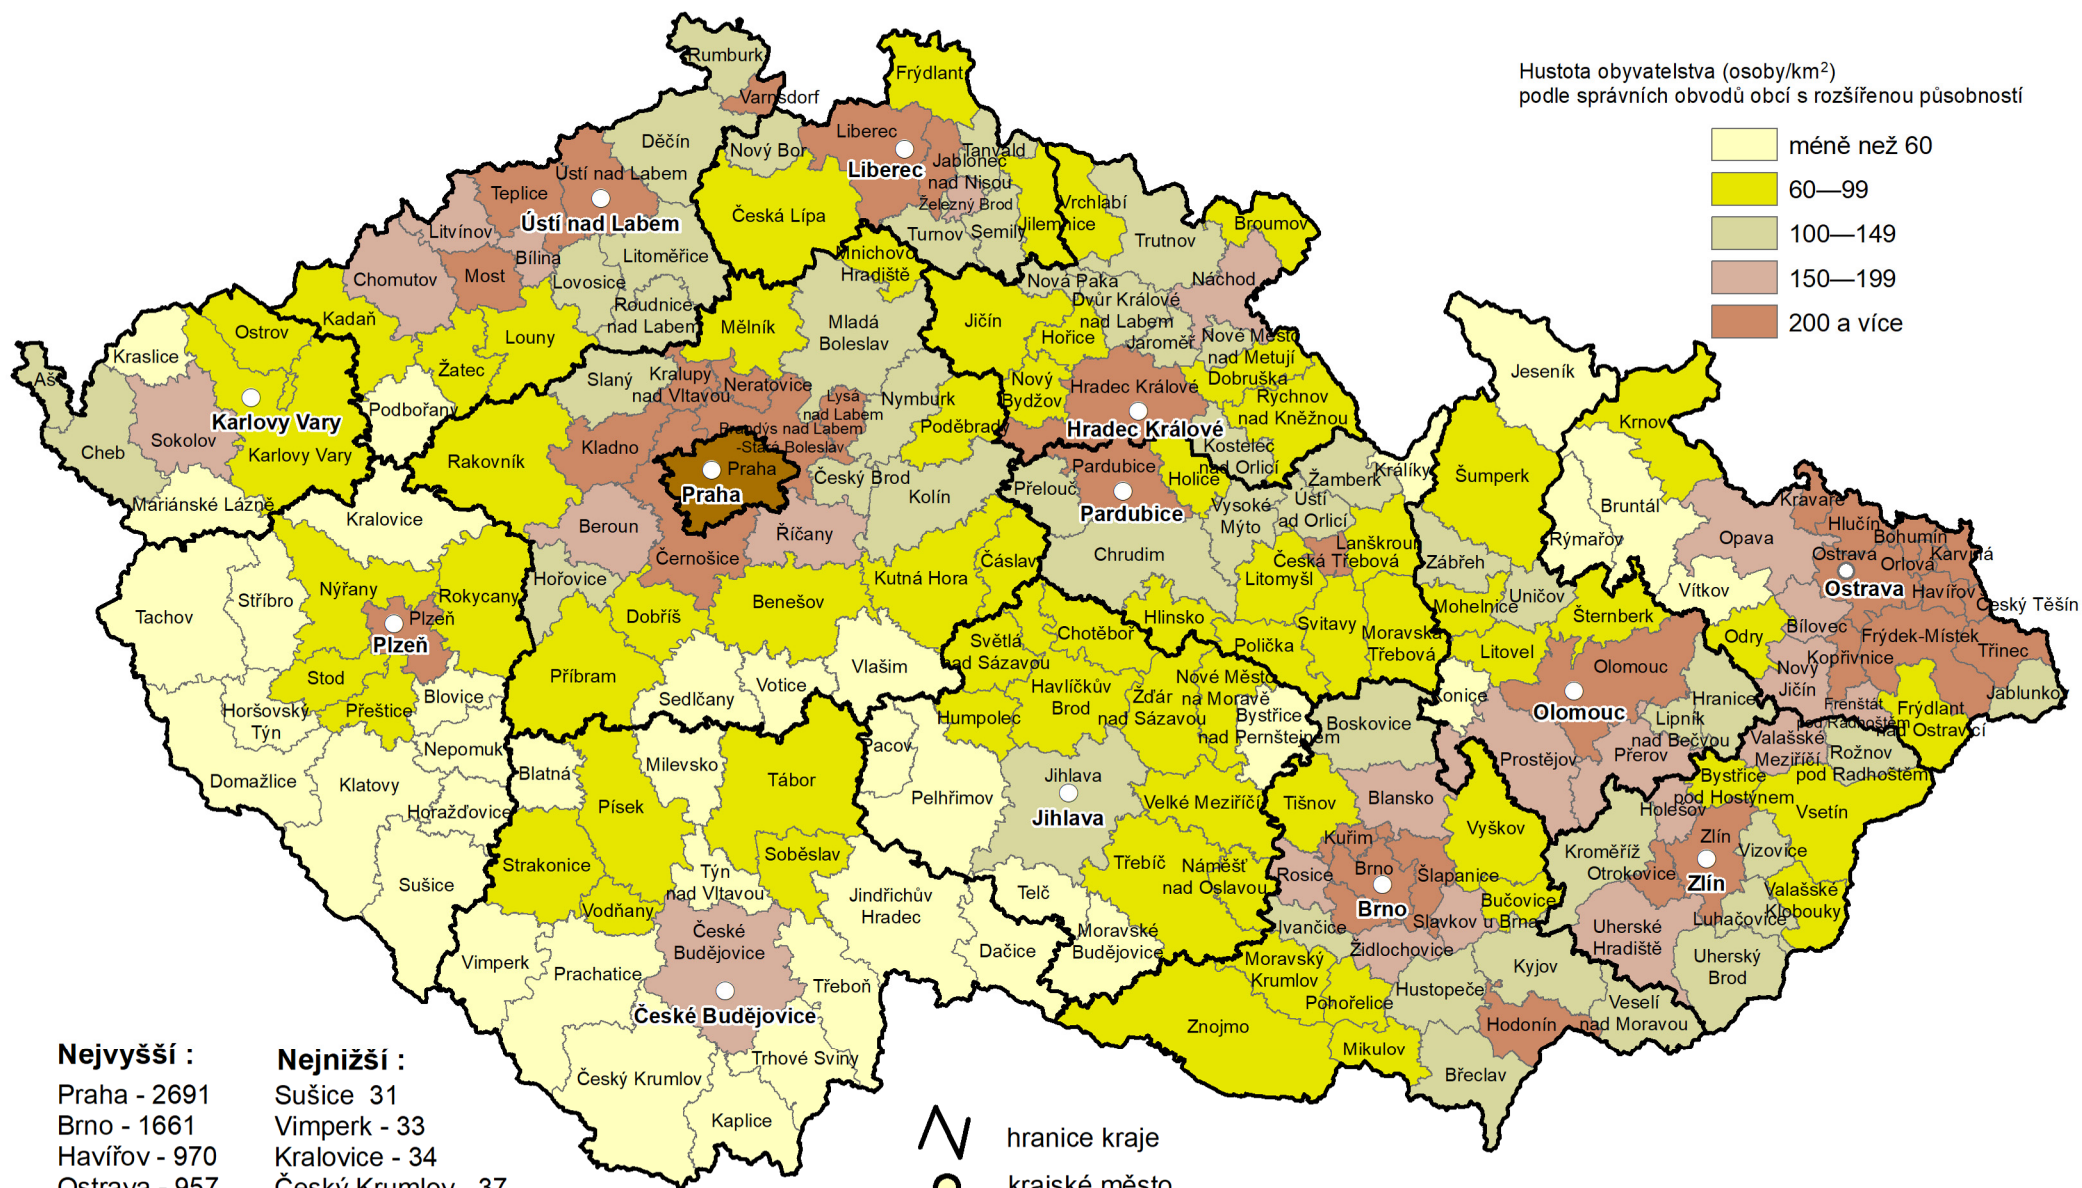 Hustota obyvatelstva (osoby/km²)
podle správních obvodů obcí s rozšířenou působností
méně než 60
60—99
100—149
150—199
200 a více
Rumburk
Varnsdorf
Frýdlant
Děčín
Nový Bor
Liberec
Liberec
Tanvald
Jablonec
nad Nisou
Železný Brod
Ústí nad Labem
Teplice
Ústí nad Labem
Česká Lípa
Turnov
Semily
Jilemnice
Vrchlabí
Trutnov
Broumov
Litvínov
Bílina
Litoměřice
Mnichovo
Hradiště
Chomutov
Most
Lovosice
Roudnice
nad Labem
Náchod
Nová Paka
Dvůr Králové
nad Labem
Jaroměř
Nové Město
nad Metují
Kadaň
Louny
Mělník
Mladá
Boleslav
Jičín
Hořice
Ostrov
Kraslice
Žatec
Aš
Podbořany
Slaný
Kralupy
nad Vltavou
Neratovice
Lysá
nad Labem
Nymburk
Nový
Bydžov
Hradec Králové
Hradec Králové
Dobruška
Rychnov
nad Kněžnou
Karlovy Vary
Karlovy Vary
Sokolov
Cheb
Rakovník
Kladno
Brandýs nad Labem
-Stará Boleslav
Poděbrady
Praha
Praha
Český Brod
Kolín
Kostelec
nad Orlicí
Pardubice
Pardubice
Holice
Přelouč
Žamberk
Králíky
Šumperk
Jeseník
Krnov
Mariánské Lázně
Kralovice
Beroun
Říčany
Černošice
Vysoké
Mýto
Ústí
ad Orlicí
Chrudim
Lanškroun
Česká Třebová
Litomyšl
Zábřeh
Bruntál
Rýmařov
Opava
Kravaře
Hlučín
Bohumín
Ostrava
Orlová
Karviná
Ostrava
Havířov
Český Těšín
Vítkov
Hořovice
Kutná Hora
Čáslav
Tachov
Stříbro
Nýřany
Rokycany
Plzeň
Plzeň
Dobříš
Benešov
Světlá
nad Sázavou
Chotěboř
Hlinsko
Polička
Svitavy
Moravská
Třebová
Mohelnice
Uničov
Šternberk
Litovel
Olomouc
Olomouc
Odry
Bílovec
Frýdek-Místek
Kopřivnice
Nový
Jičín
Třinec
Jablunko
Stod
Přeštice
Blovice
Příbram
Sedlčany
Votice
Vlašim
Humpolec
Havlíčkův
Brod
Žďár
nad Sázavou
Nové Město
na Moravě
Bystřice
nad Pernštejnem
Boskovice
Konice
Hranice
Lipník
nad Bečvou
Frenštát
pod Radhoštěm
Frýdlant
nad Ostravicí
Horšovský
Týn
Domažlice
Klatovy
Nepomuk
Horažďovice
Blatná
Milevsko
Tábor
Pacov
Pelhřimov
Jihlava
Jihlava
Velké Meziříčí
Tišnov
Blansko
Prostějov
Přerov
Valašské
Meziříčí
Rožnov
pod Radhoštěm
Bystřice
pod Hostýnem
Holešov
Vsetín
Písek
Strakonice
Sušice
Soběslav
Týn
nad Vltavou
Vodňany
Jindřichův
Hradec
Telč
Třebíč
Náměšť
nad Oslavou
Kuřim
Brno
Brno
Rosice
Šlapanice
Vyškov
Bučovice
Slavkov u Brna
Kroměříž
Otrokovice
Zlín
Zlín
Vizovice
Valašské
Klobouky
Luhačovice
Vimperk
Prachatice
České
Budějovice
České Budějovice
Třeboň
Dačice
Moravské
Budějovice
Ivančice
Židlochovice
Moravský
Krumlov
Pohořelice
Hustopeče
Kyjov
Uherské
Hradiště
Uherský
Brod
Znojmo
Mikulov
Břeclav
Hodonín
Veselí
nad Moravou
Trhové Sviny
Český Krumlov
Kaplice
Nejvyšší :
Praha - 2691
Brno - 1661
Havířov - 970
Ostrava - 957
Nejnižší :
Sušice 31
Vimperk - 33
Kralovice - 34
Český Krumlov - 37
hranice kraje
krajské město